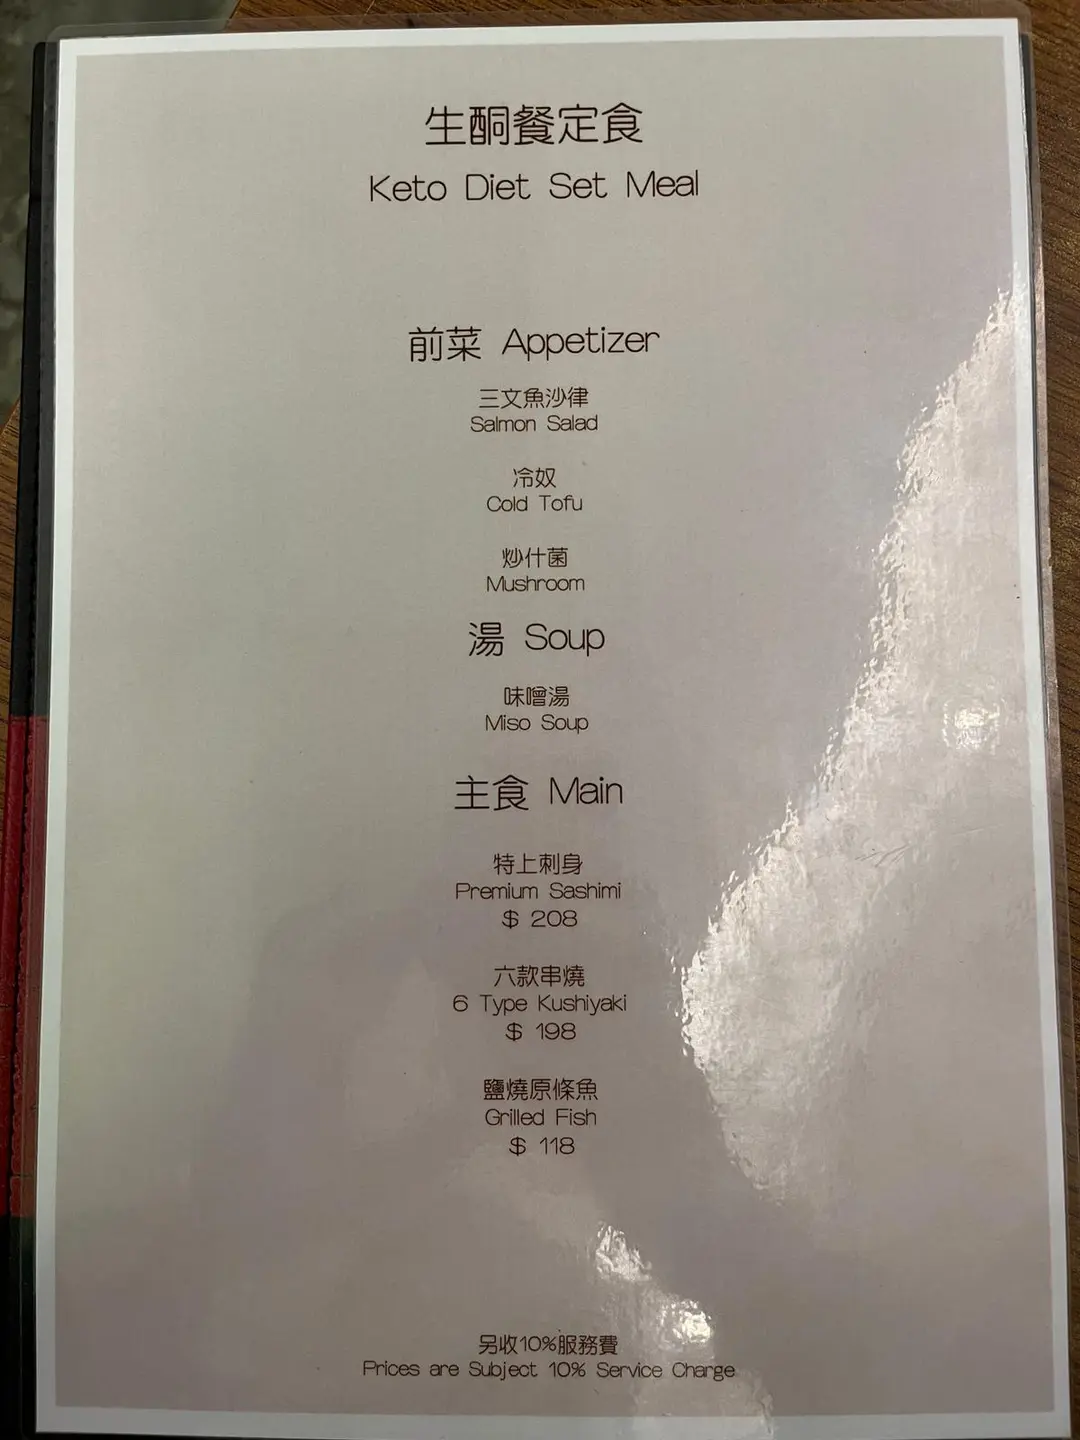 生酮餐定食
Keto Diet Set Meal
前菜 Appetizer
三文魚沙律
Salmon Salad
冷奴
Cold Tofu
炒什菌
Mushroom
湯 Soup
味噌湯
Miso Soup
主食 Main
特上刺身
Premium Sashimi
$ 208
六款串燒
6 Type Kushiyaki
$ 198
鹽燒原條魚
Grilled Fish
$ 118
另收10%服務費
Prices are Subject 10% Service Charge